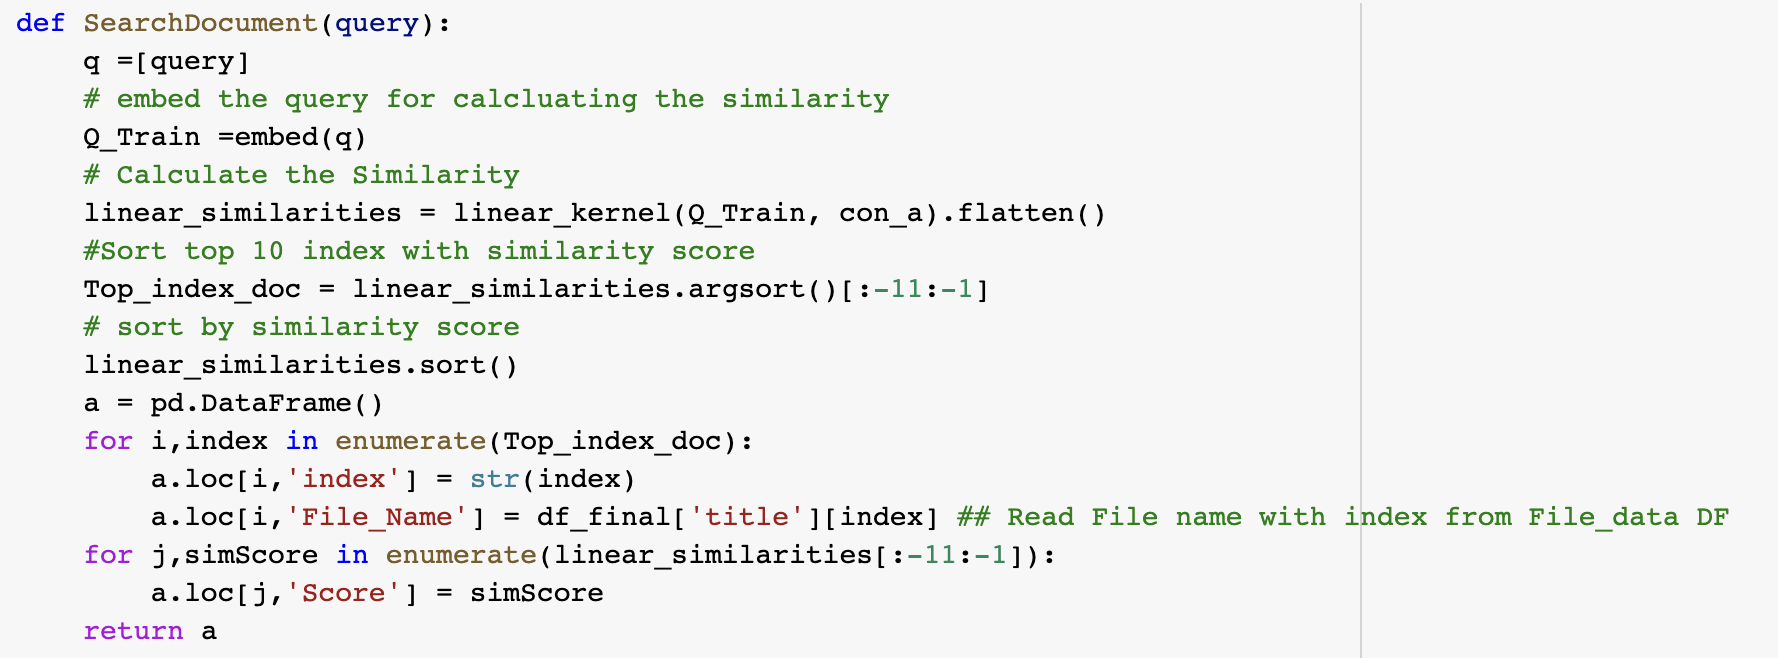 def SearchDocument(query):
    q =[query]
    # embed the query for calcluating the similarity
    Q_Train =embed(q)
    # Calculate the Similarity
    linear_similarities = linear_kernel(Q_Train, con_a).flatten()
    #Sort top 10 index with similarity score
    Top_index_doc = linear_similarities.argsort()[:-11:-1]
    # sort by similarity score
    linear_similarities.sort()
    a = pd.DataFrame()
    for i,index in enumerate(Top_index_doc):
        a.loc[i,'index'] = str(index)
        a.loc[i,'File_Name'] = df_final['title'][index] ## Read File name with index from File_data DF
    for j,simScore in enumerate(linear_similarities[:-11:-1]):
        a.loc[j,'Score'] = simScore
    return a